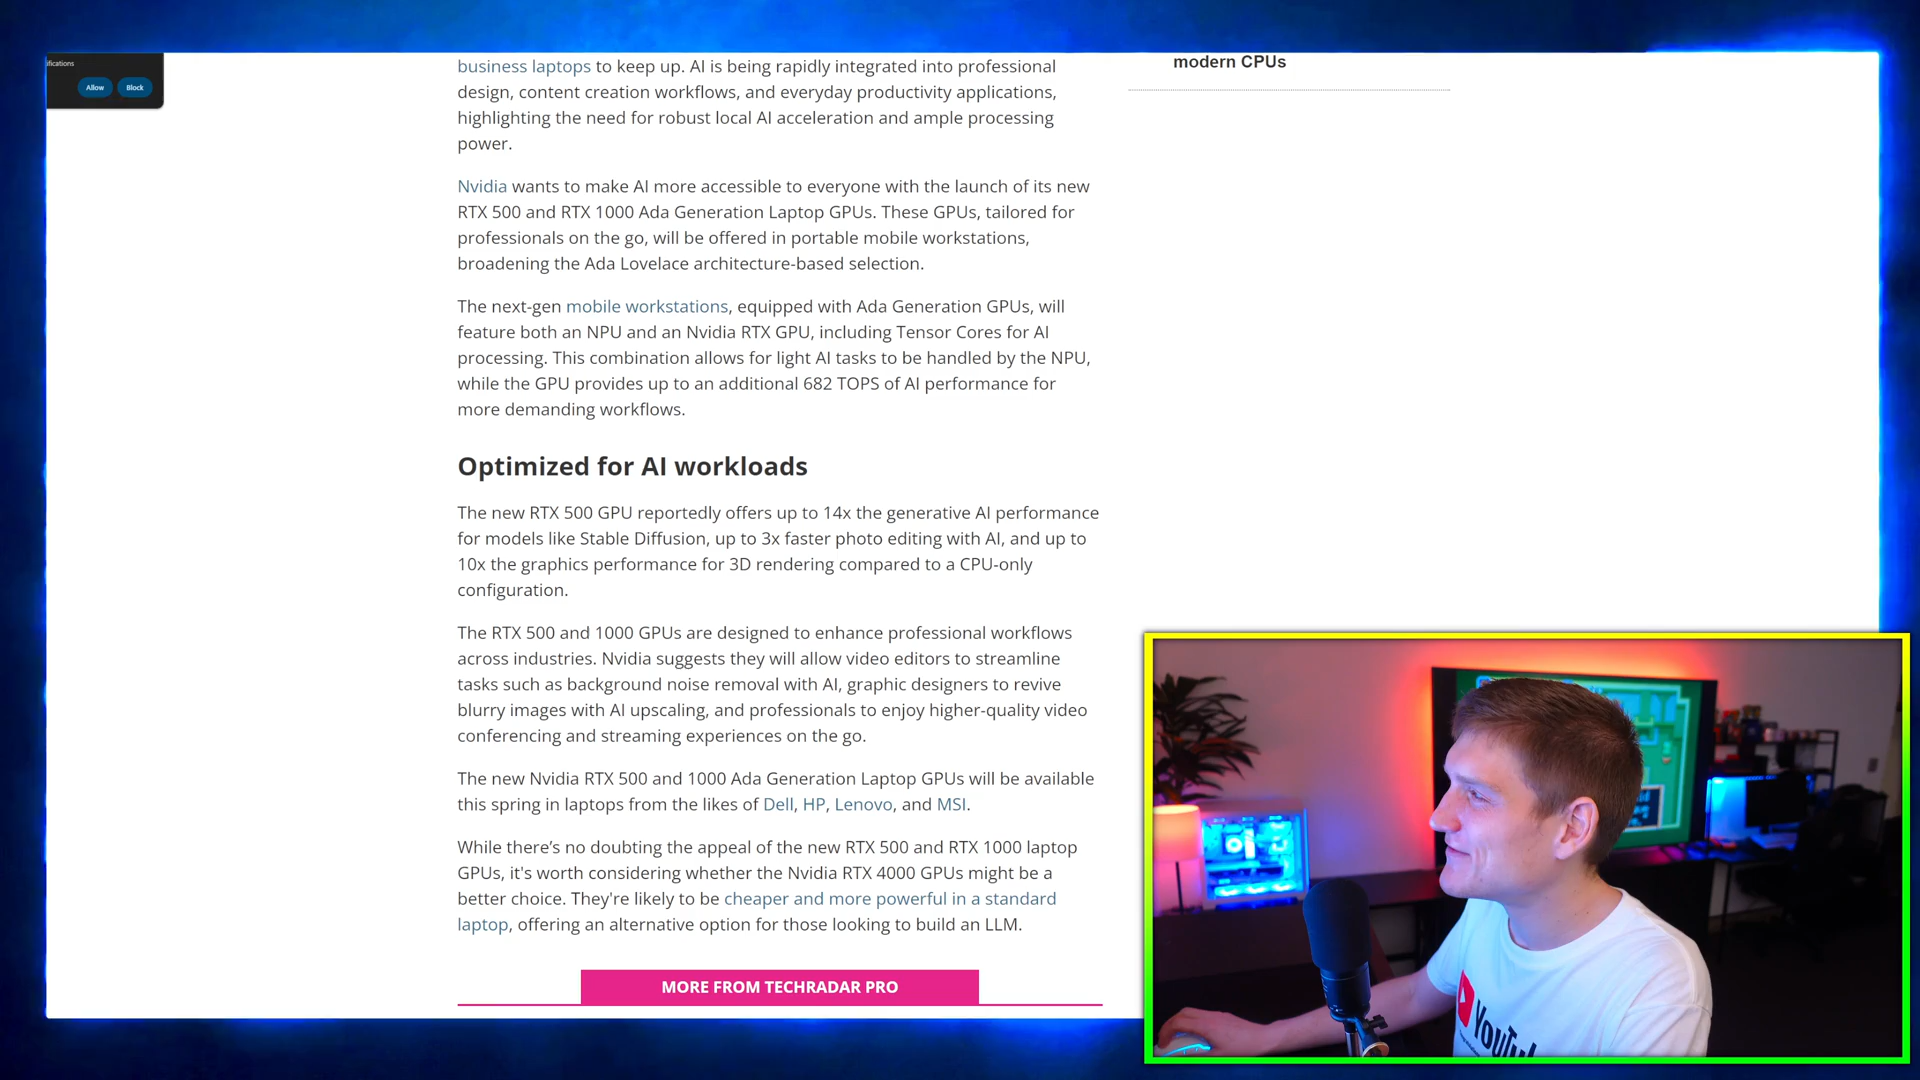 ifications
Allow Block
business laptops to keep up. AI is being rapidly integrated into professional
design, content creation workflows, and everyday productivity applications,
highlighting the need for robust local AI acceleration and ample processing
power.
Nvidia wants to make AI more accessible to everyone with the launch of its new
RTX 500 and RTX 1000 Ada Generation Laptop GPUs. These GPUs, tailored for
professionals on the go, will be offered in portable mobile workstations,
broadening the Ada Lovelace architecture-based selection.
The next-gen mobile workstations, equipped with Ada Generation GPUs, will
feature both an NPU and an Nvidia RTX GPU, including Tensor Cores for AI
processing. This combination allows for light AI tasks to be handled by the NPU,
while the GPU provides up to an additional 682 TOPS of AI performance for
more demanding workflows.
Optimized for AI workloads
The new RTX 500 GPU reportedly offers up to 14x the generative AI performance
for models like Stable Diffusion, up to 3x faster photo editing with AI, and up to
10x the graphics performance for 3D rendering compared to a CPU-only
configuration.
The RTX 500 and 1000 GPUs are designed to enhance professional workflows
across industries. Nvidia suggests they will allow video editors to streamline
tasks such as background noise removal with AI, graphic designers to revive
blurry images with AI upscaling, and professionals to enjoy higher-quality video
conferencing and streaming experiences on the go.
The new Nvidia RTX 500 and 1000 Ada Generation Laptop GPUs will be available
this spring in laptops from the likes of Dell, HP, Lenovo, and MSI.
While there’s no doubting the appeal of the new RTX 500 and RTX 1000 laptop
GPUs, it's worth considering whether the Nvidia RTX 4000 GPUs might be a
better choice. They're likely to be cheaper and more powerful in a standard
laptop, offering an alternative option for those looking to build an LLM.
MORE FROM TECHRADAR PRO
modern CPUs
YouTu